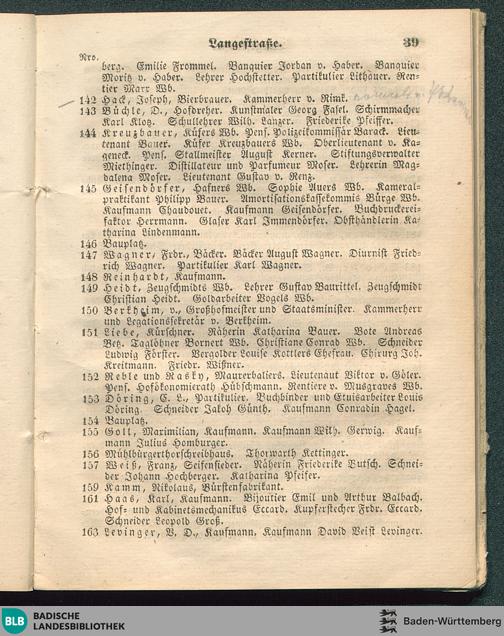 Langestraße. 39
Nro.
berg. Emilie Frommel. Banquier Jordan v. Haber. Banquier
Moritz v. Haber. Lehrer Hochstetter. Partikulier Lithauer. Ren-
tier Marx Wb.
142 Hack, Joseph, Bierbrauer. Kammerherr v. Rink.
143 Büchle, D., Hofdreher. Kunstmaler Georg Fasel. Schirmmacher
Karl Klotz. Schullehrer Wilh. Lanzer. Friederike Pfeiffer.
144 Kreuzbauer, Küfers Wb. Pens. Polizeikommissär Barack. Lieu-
tenant Bauer. Küfer Kreuzbauers Wb. Oberlieutenant v. Ka-
geneck. Pens. Stallmeister August Kerner. Stiftungsverwalter
Miethinger. Distillateur und Parfumeur Moser. Lehrerin Mag-
dalena Moser. Lieutenant Gustav v. Renz.
145 Geisendörfer, Hafners Wb. Sophie Auers Wb. Kameral-
praktikant Philipp Bauer. Amortisationskassekommis Bürge Wb.
Kaufmann Chaudouet. Kaufmann Geisendörfer. Buchdruckerei-
faktor Herrmann. Glaser Karl Immendörfer. Obsthändlerin Ka-
tharina Lindenmann.
146 Bauplatz.
147 Wagner, Frdr., Bäcker. Bäcker August Wagner. Diurnist Fried-
rich Wagner. Partikulier Karl Wagner.
148 Reinhardt, Kaufmann.
149 Heidt, Zeugschmidts Wb. Lehrer Gustav Baurittel. Zeugschmidt
Christian Heidt. Goldarbeiter Vogels Wb.
150 Berkheim, v., Großhofmeister und Staatsminister. Kammerherr
und Legationssekretär v. Berkheim.
151 Liebe, Kürschner. Näherin Katharina Bauer. Bote Andreas
Betz. Taglöhner Bornert Wb. Christiane Conrad Wb. Schneider
Ludwig Förster. Vergolder Louise Kottlers Ehefrau. Chirurg Joh.
Kreitmann. Friedr. Wißner.
152 Reble und Nasky, Maurerbaliers. Lieutenant Viktor v. Göler.
Pens. Hofökonomierath Hübschmann. Rentiere v. Musgraves Wb.
153 Döring, C. L., Partikulier. Buchbinder und Etuisarbeiter Louis
Döring. Schneider Jakob Günth. Kaufmann Conradin Hagel.
154 Bauplatz.
155 Goll, Maximilian, Kaufmann. Kaufmann Wilh. Gerwig. Kauf-
mann Julius Homburger.
156 Mühlburgerthorschreibhaus. Thorwarth Kettinger.
157 Weiß, Franz, Seifensieder. Näherin Friederike Butsch. Schnei-
der Johann Hochberger. Katharina Pfeifer.
159 Kamm, Nikolaus, Bürstenfabrikant.
161 Haas, Karl, Kaufmann. Bijoutier Emil und Arthur Balbach.
Hof- und Kabinetsmechanikus Eccard. Kupferstecher Frdr. Eccard.
Schneider Leopold Groß.
163 Levinger, B. D., Kaufmann, Kaufmann David Veist Levinger.
BLB BADISCHE
LANDESBIBLIOTHEK
Baden-Württemberg